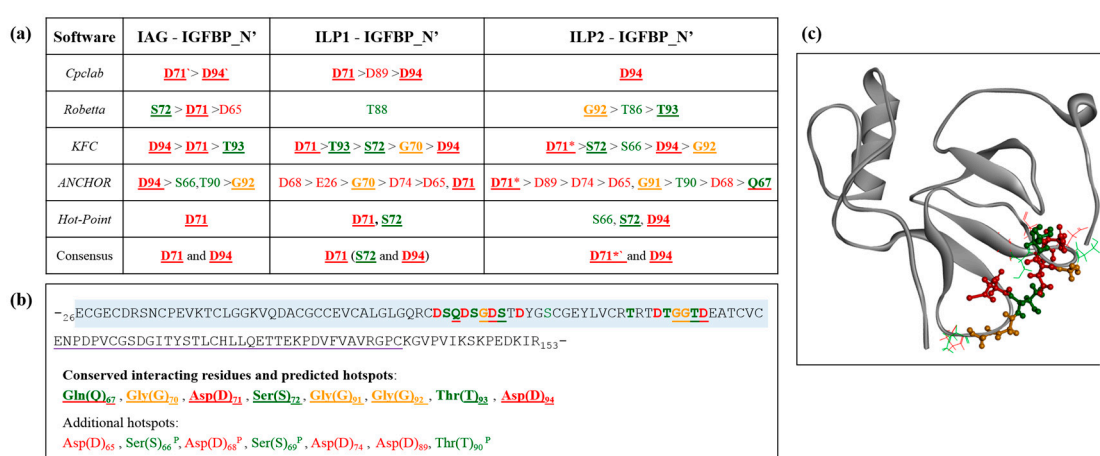 (a)
Software IAG - IGFBP_N' ILP1 - IGFBP_N' ILP2 - IGFBP_N'
Cpclab D71`> D94` D71 >D89 >D94 D94
Robetta S72 > D71 >D65 T88 G92 > T86 > T93
KFC D94 > D71 > T93 D71 >T93 > S72 > G70 > D94 D71* >S72 > S66 > D94 > G92
ANCHOR D94 > S66,T90 >G92 D68 > E26 > G70 > D74 >D65, D71 D71* > D89 > D74 > D65, G91 > T90 > D68 > Q67
Hot-Point D71 D71, S72 S66, S72, D94
Consensus D71 and D94 D71 (S72 and D94) D71*` and D94
(b)
–26ECGECDRSNCPEVKTCLGGKVQDACGCCEVCALGLGQRCDSQDSGDSTDYGSCGEYLVCRTRTDTGGTDEATCVC
ENPDPVCGSDGITYSTLCHLLQETTEKPDVFVAVRGPCKGVPVIKSKPEDKIR153–
Conserved interacting residues and predicted hotspots:
Gln(Q)67 , Gly(G)70 , Asp(D)71 , Ser(S)72 , Gly(G)91 , Gly(G)92 , Thr(T)93 , Asp(D)94
Additional hotspots:
Asp(D)65 , Ser(S)66P, Asp(D)68P , Ser(S)69P, Asp(D)74 , Asp(D)89, Thr(T)90P
(c)